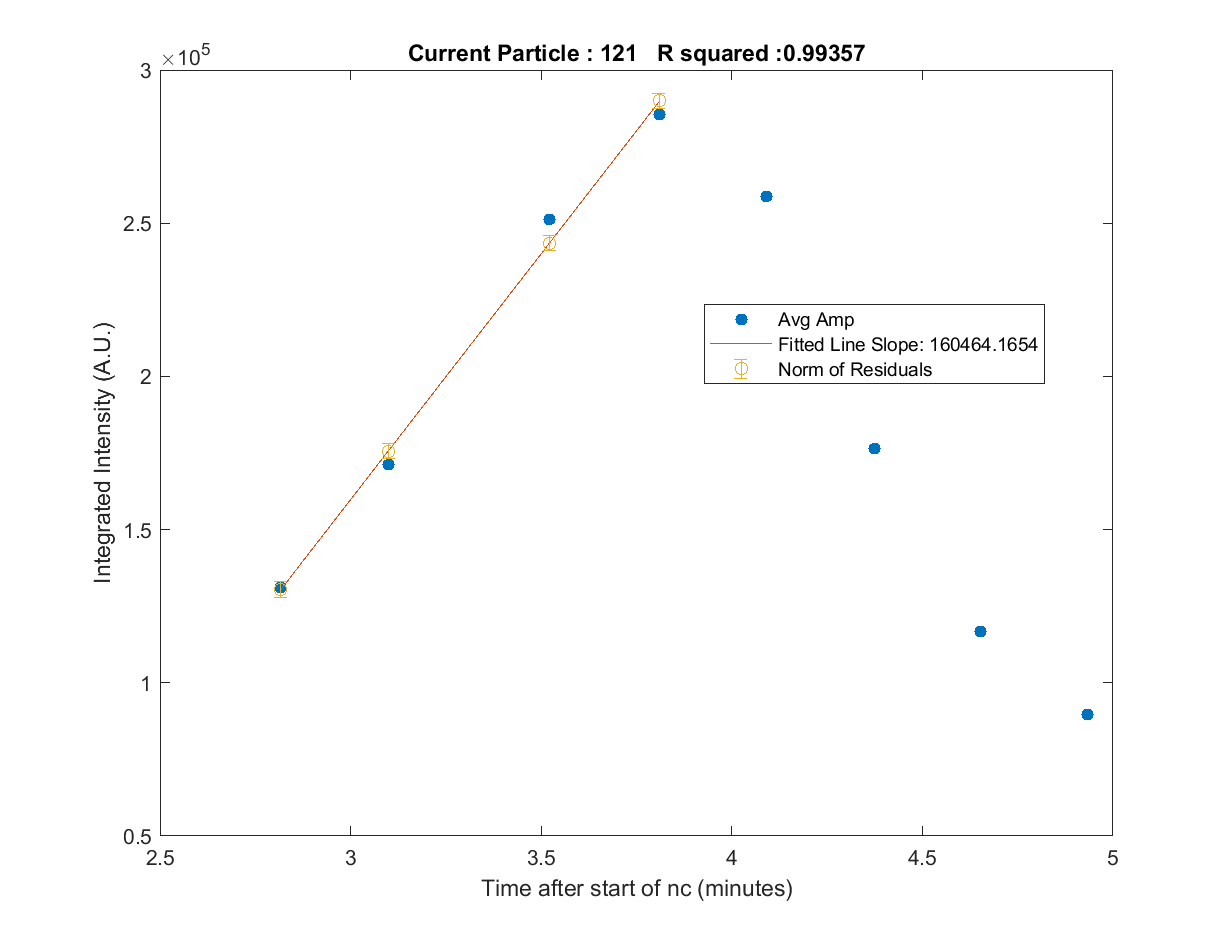 Current Particle : 121 R squared :0.99357
×10^5
3
2.5
2
1.5
1
0.5
2.5
3
3.5
4
4.5
5
Integrated Intensity (A.U.)
Time after start of nc (minutes)
Avg Amp
Fitted Line Slope: 160464.1654
Norm of Residuals